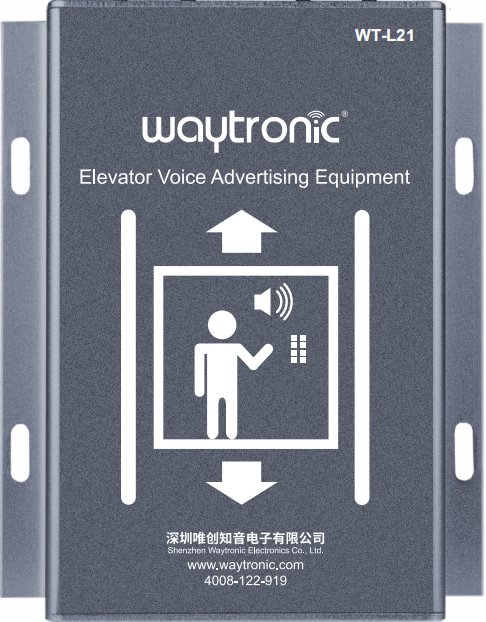 WT-L21
waytronic®
Elevator Voice Advertising Equipment
深圳唯创知音电子有限公司
Shenzhen Waytronic Electronics Co., Ltd.
www.waytronic.com
4008-122-919